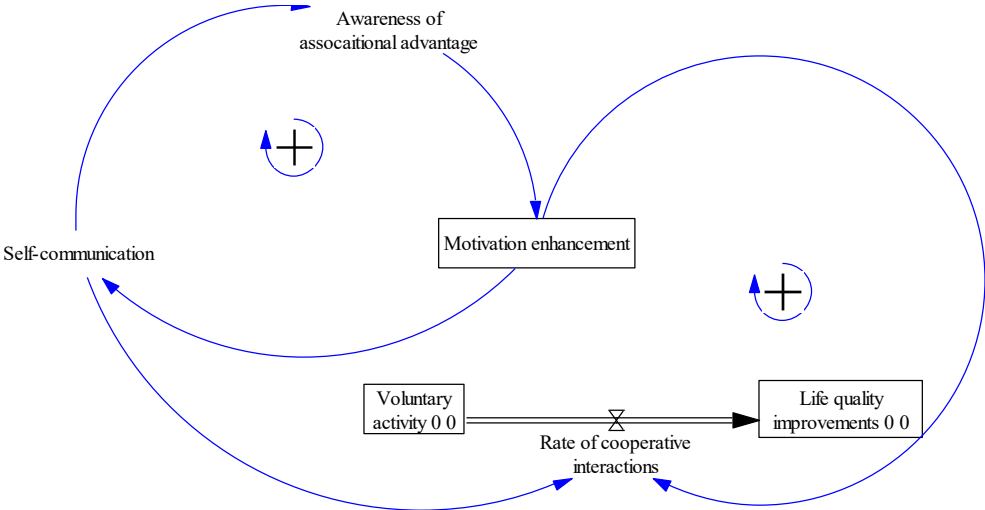 Awareness of
assocaitional advantage
Self-communication
Motivation enhancement
Voluntary
activity 0 0
Life quality
improvements 0 0
Rate of cooperative
interactions